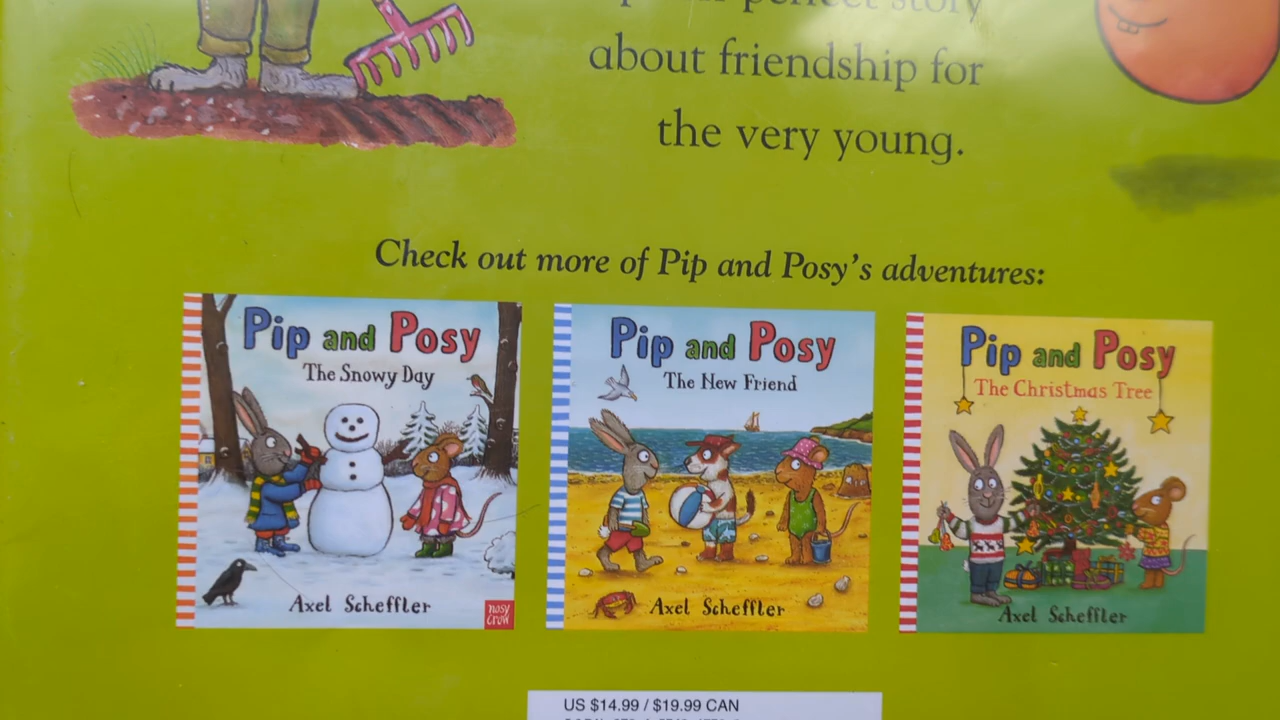 perfect story
about friendship for
the very young.
Check out more of Pip and Posy's adventures:
Pip and Posy
The Snowy Day
Axel Scheffler
nosy
crow
Pip and Posy
The New Friend
Axel Scheffler
Pip and Posy
The Christmas Tree
Axel Scheffler
US $14.99 / $19.99 CAN